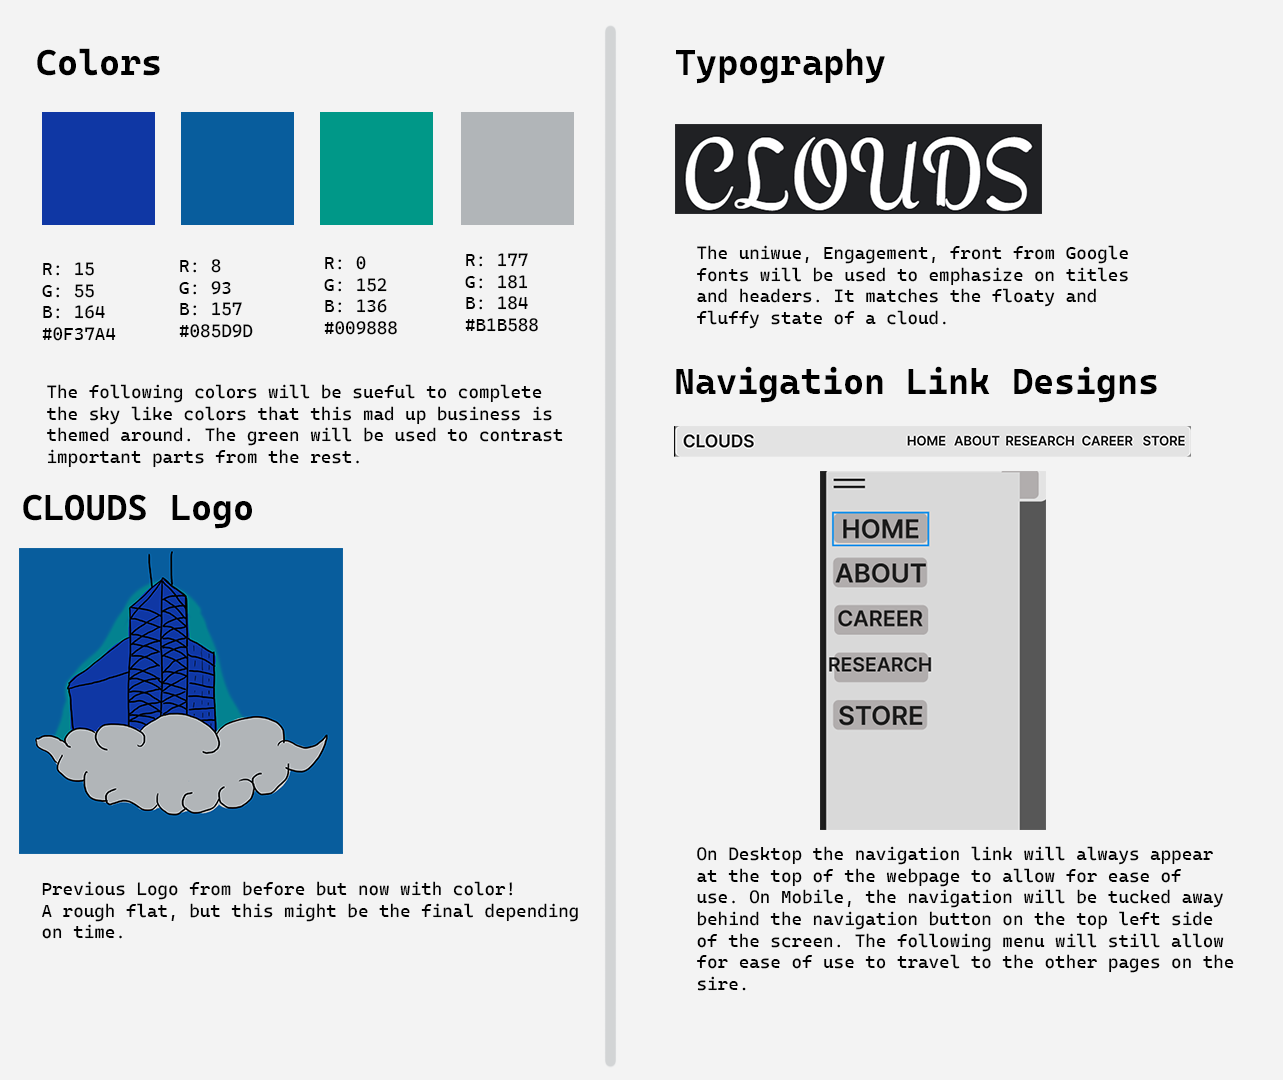 Colors
R: 15
G: 55
B: 164
#0F37A4
R: 8
G: 93
B: 157
#085D9D
R: 0
G: 152
B: 136
#009888
R: 177
G: 181
B: 184
#B1B588
The following colors will be sueful to complete
the sky like colors that this mad up business is
themed around. The green will be used to contrast
important parts from the rest.
CLOUDS Logo
Previous Logo from before but now with color!
A rough flat, but this might be the final depending
on time.
Typography
CLOUDS
The uniwue, Engagement, front from Google
fonts will be used to emphasize on titles
and headers. It matches the floaty and
fluffy state of a cloud.
Navigation Link Designs
CLOUDS HOME ABOUT RESEARCH CAREER STORE
HOME
ABOUT
CAREER
RESEARCH
STORE
On Desktop the navigation link will always appear
at the top of the webpage to allow for ease of
use. On Mobile, the navigation will be tucked away
behind the navigation button on the top left side
of the screen. The following menu will still allow
for ease of use to travel to the other pages on the
sire.